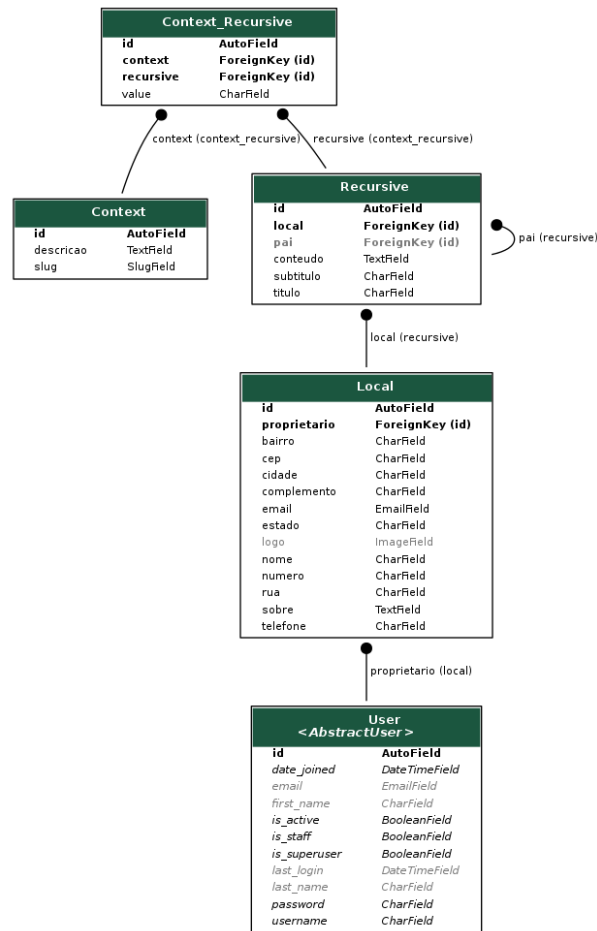 Context_Recursive
id AutoField
context ForeignKey (id)
recursive ForeignKey (id)
value CharField
context (context_recursive) recursive (context_recursive)
Context
id AutoField
descricao TextField
slug SlugField
Recursive
id AutoField
local ForeignKey (id)
pai ForeignKey (id)
conteudo TextField
subtitulo CharField
titulo CharField
pai (recursive)
local (recursive)
Local
id AutoField
proprietario ForeignKey (id)
bairro CharField
cep CharField
cidade CharField
complemento CharField
email EmailField
estado CharField
logo ImageField
nome CharField
numero CharField
rua CharField
sobre TextField
telefone CharField
proprietario (local)
User
<AbstractUser>
id AutoField
date_joined DateTimeField
email EmailField
first_name CharField
is_active BooleanField
is_staff BooleanField
is_superuser BooleanField
last_login DateTimeField
last_name CharField
password CharField
username CharField